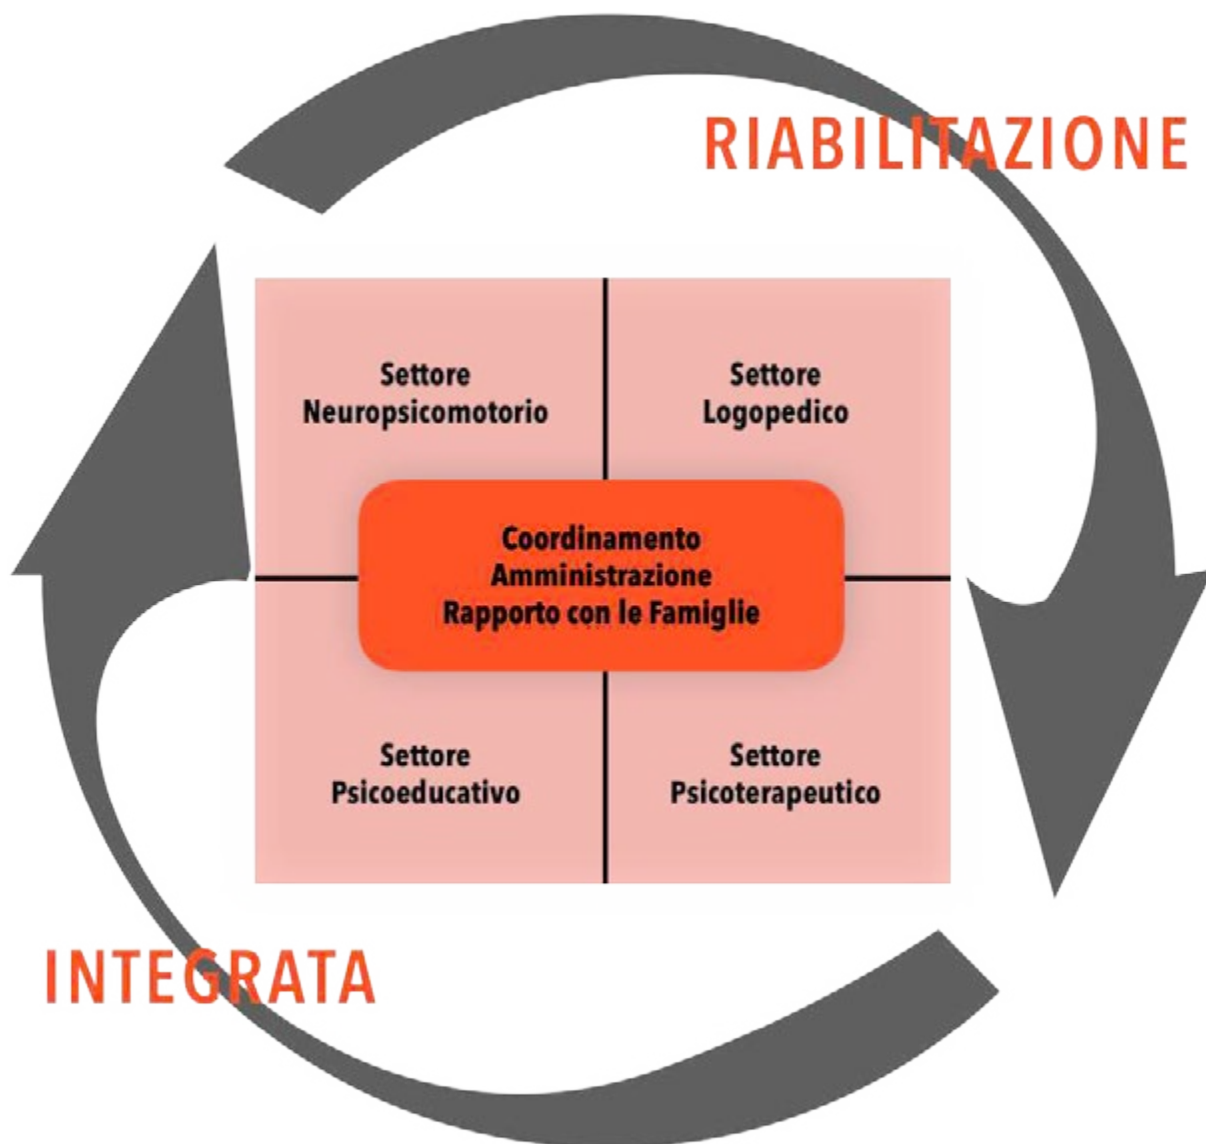 RIABILITAZIONE
Settore
Neuropsicomotorio
Settore
Logopedico
Coordinamento
Amministrazione
Rapporto con le Famiglie
Settore
Psicoeducativo
Settore
Psicoterapeutico
INTEGRATA